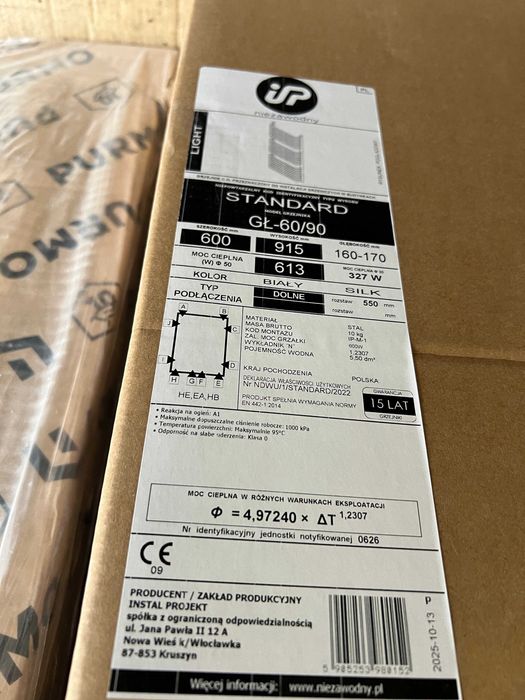 PURMO
PURMO
iP
niezawodny
PL
LIGHT
STANDARD
MODEL GRZEJNIKA
GŁ-60/90
SZEROKOŚĆ mm
WYSOKOŚĆ mm
GŁĘBOKOŚĆ mm
600
915
160-170
MOC CIEPLNA
(W) Φ 50
613
MOC CIEPLNA Φ 30
327 W
KOLOR
BIAŁY
SILK
TYP
PODŁĄCZENIA
DOLNE
rozstaw 550 mm
rozstaw mm
A B
J C
I D
H G F E
HE,EA,HB
MATERIAŁ STAL
MASA BRUTTO 10 kg
KOD MONTAŻU IP-M-1
ZAL. MOC GRZAŁKI 600W
WYKŁADNIK "N" 1,2307
POJEMNOŚĆ WODNA 5,50 dm³
KRAJ POCHODZENIA POLSKA
DEKLARACJA WŁAŚCIWOŚCI UŻYTKOWYCH
Nr NDWU/1/STANDARD/2022
PRODUKT SPEŁNIA WYMAGANIA NORMY
EN 442-1:2014
GWARANCJA
15 LAT
GRZEJNIKI
• Reakcja na ogień: A1
• Maksymalne dopuszczalne ciśnienie robocze: 1000 kPa
• Temperatura powierzchni: Maksymalnie 95°C
• Odporność na słabe uderzenia: Klasa 0
MOC CIEPLNA W RÓŻNYCH WARUNKACH EKSPLOATACJI
Φ = 4,97240 × ΔT 1,2307
Nr identyfikacyjny jednostki notyfikowanej 0626
CE
09
PRODUCENT / ZAKŁAD PRODUKCYJNY
INSTAL PROJEKT
spółka z ograniczoną odpowiedzialnością
ul. Jana Pawła II 12 A
Nowa Wieś k/Włocławka
87-853 Kruszyn
5 905253 980152
P
2025-10-13
Więcej informacji: www.niezawodny.pl